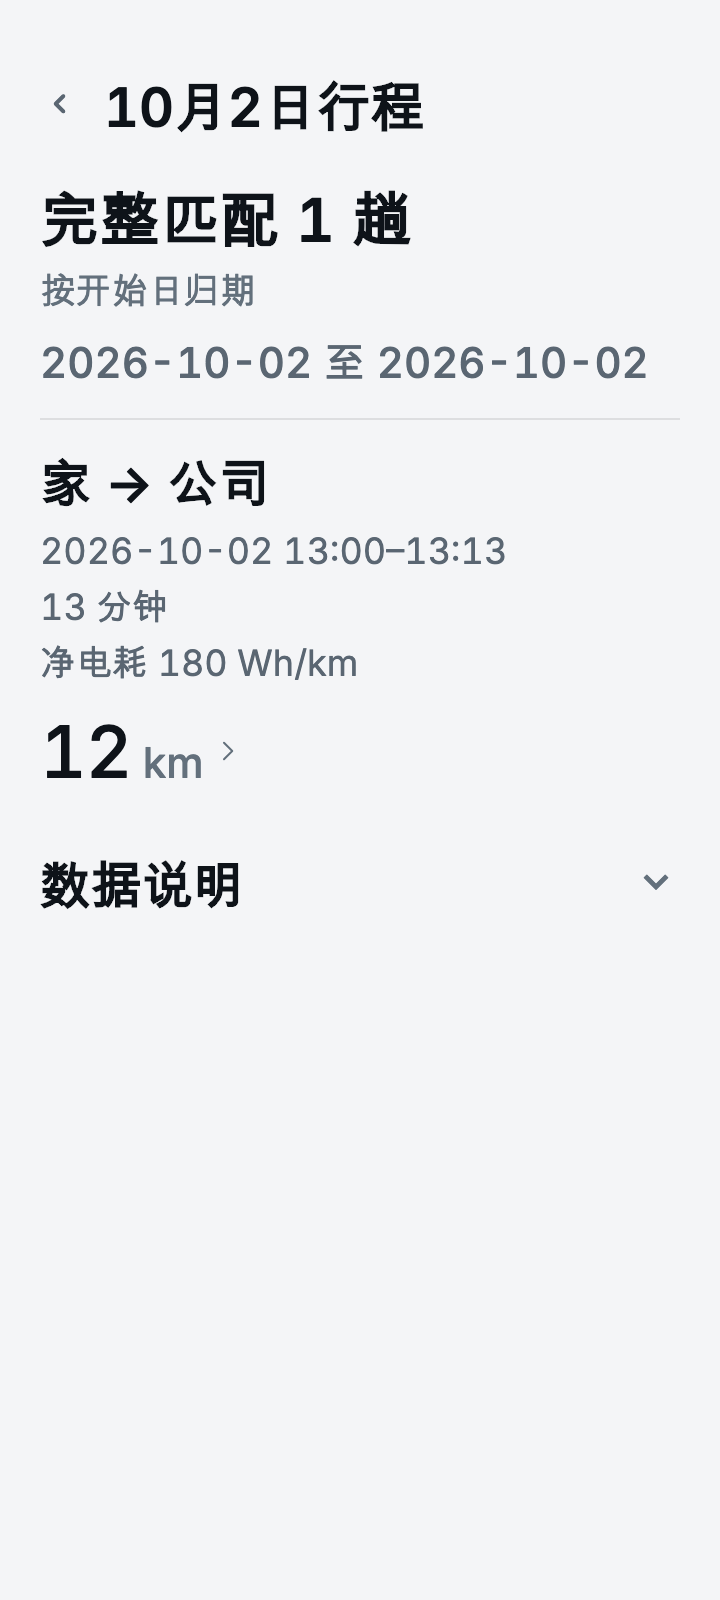 10月2日行程
完整匹配 1 趟
按开始日归期
2026-10-02 至 2026-10-02
家 → 公司
2026-10-02 13:00–13:13
13 分钟
净电耗 180 Wh/km
12 km
数据说明